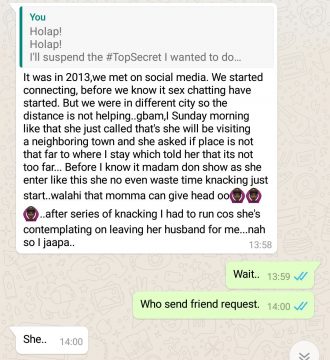 You
Holap!
Holap!
I'll suspend the #TopSecret I wanted to do...
It was in 2013,we met on social media. We started
connecting, before we know it sex chatting have
started. But we were in different city so the
distance is not helping..gbam,I Sunday morning
like that she just called that's she will be visiting
a neighboring town and she asked if place is not
that far to where I stay which told her that its not
too far... Before I know it madam don show as she
enter like this she no even waste time knacking just
start..walahi that momma can give head oo🙆🏿‍♀️🙆🏿‍♀️
🙆🏿‍♀️..after series of knacking I had to run cos she's
contemplating on leaving her husband for me...nah
so I jaapa..
13:58
Wait.. 13:59
Who send friend request. 14:00
She.. 14:00